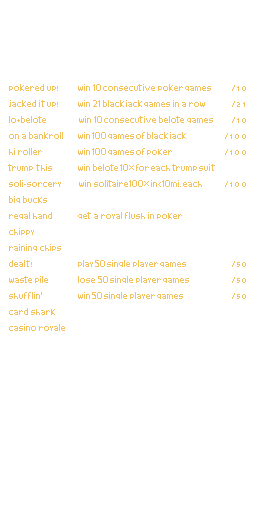 pokered up! win 10 consecutive poker games /10
jacked it up! win 21 blackjack games in a row /21
lo-belote win 10 consecutive belote games /10
on a bankroll win 100 games of blackjack /100
hi roller win 100 games of poker /100
trump this win belote 10x for each trump suit
soli-sorcery win solitaire 100x in <10mi. each /100
big bucks
regal hand get a royal flush in poker
chippy
raining chips
dealt! play 50 single player games /50
waste pile lose 50 single player games /50
shufflin' win 50 single player games /50
card shark
casino royale